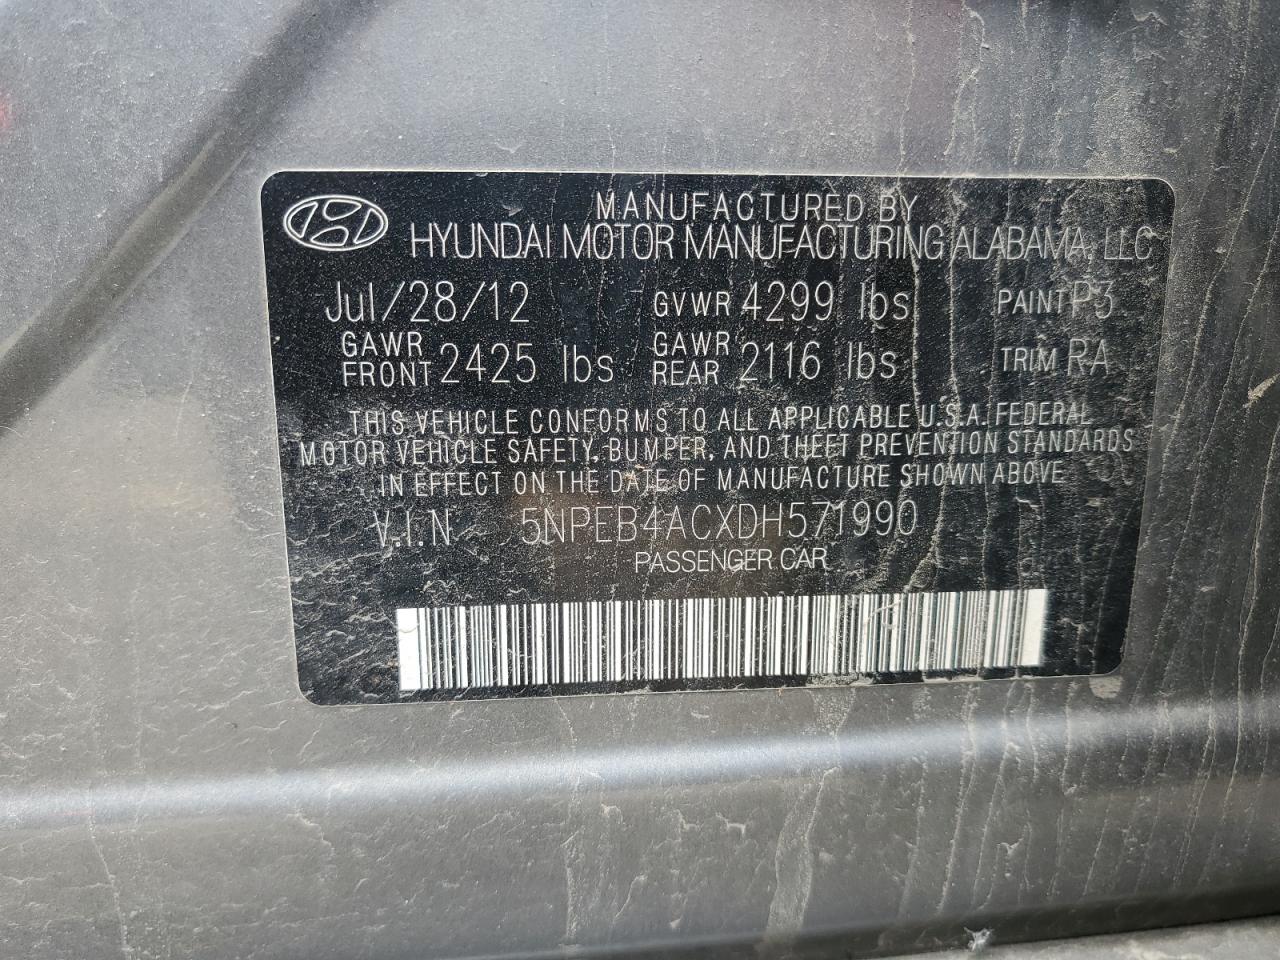 MANUFACTURED BY
HYUNDAI MOTOR MANUFACTURING ALABAMA, LLC
Jul/28/12 GVWR 4299 lbs PAINT P3
GAWR FRONT 2425 lbs GAWR REAR 2116 lbs TRIM RA
THIS VEHICLE CONFORMS TO ALL APPLICABLE U.S.A. FEDERAL
MOTOR VEHICLE SAFETY, BUMPER, AND THEFT PREVENTION STANDARDS
IN EFFECT ON THE DATE OF MANUFACTURE SHOWN ABOVE
V.I.N 5NPEB4ACXDH571990
PASSENGER CAR